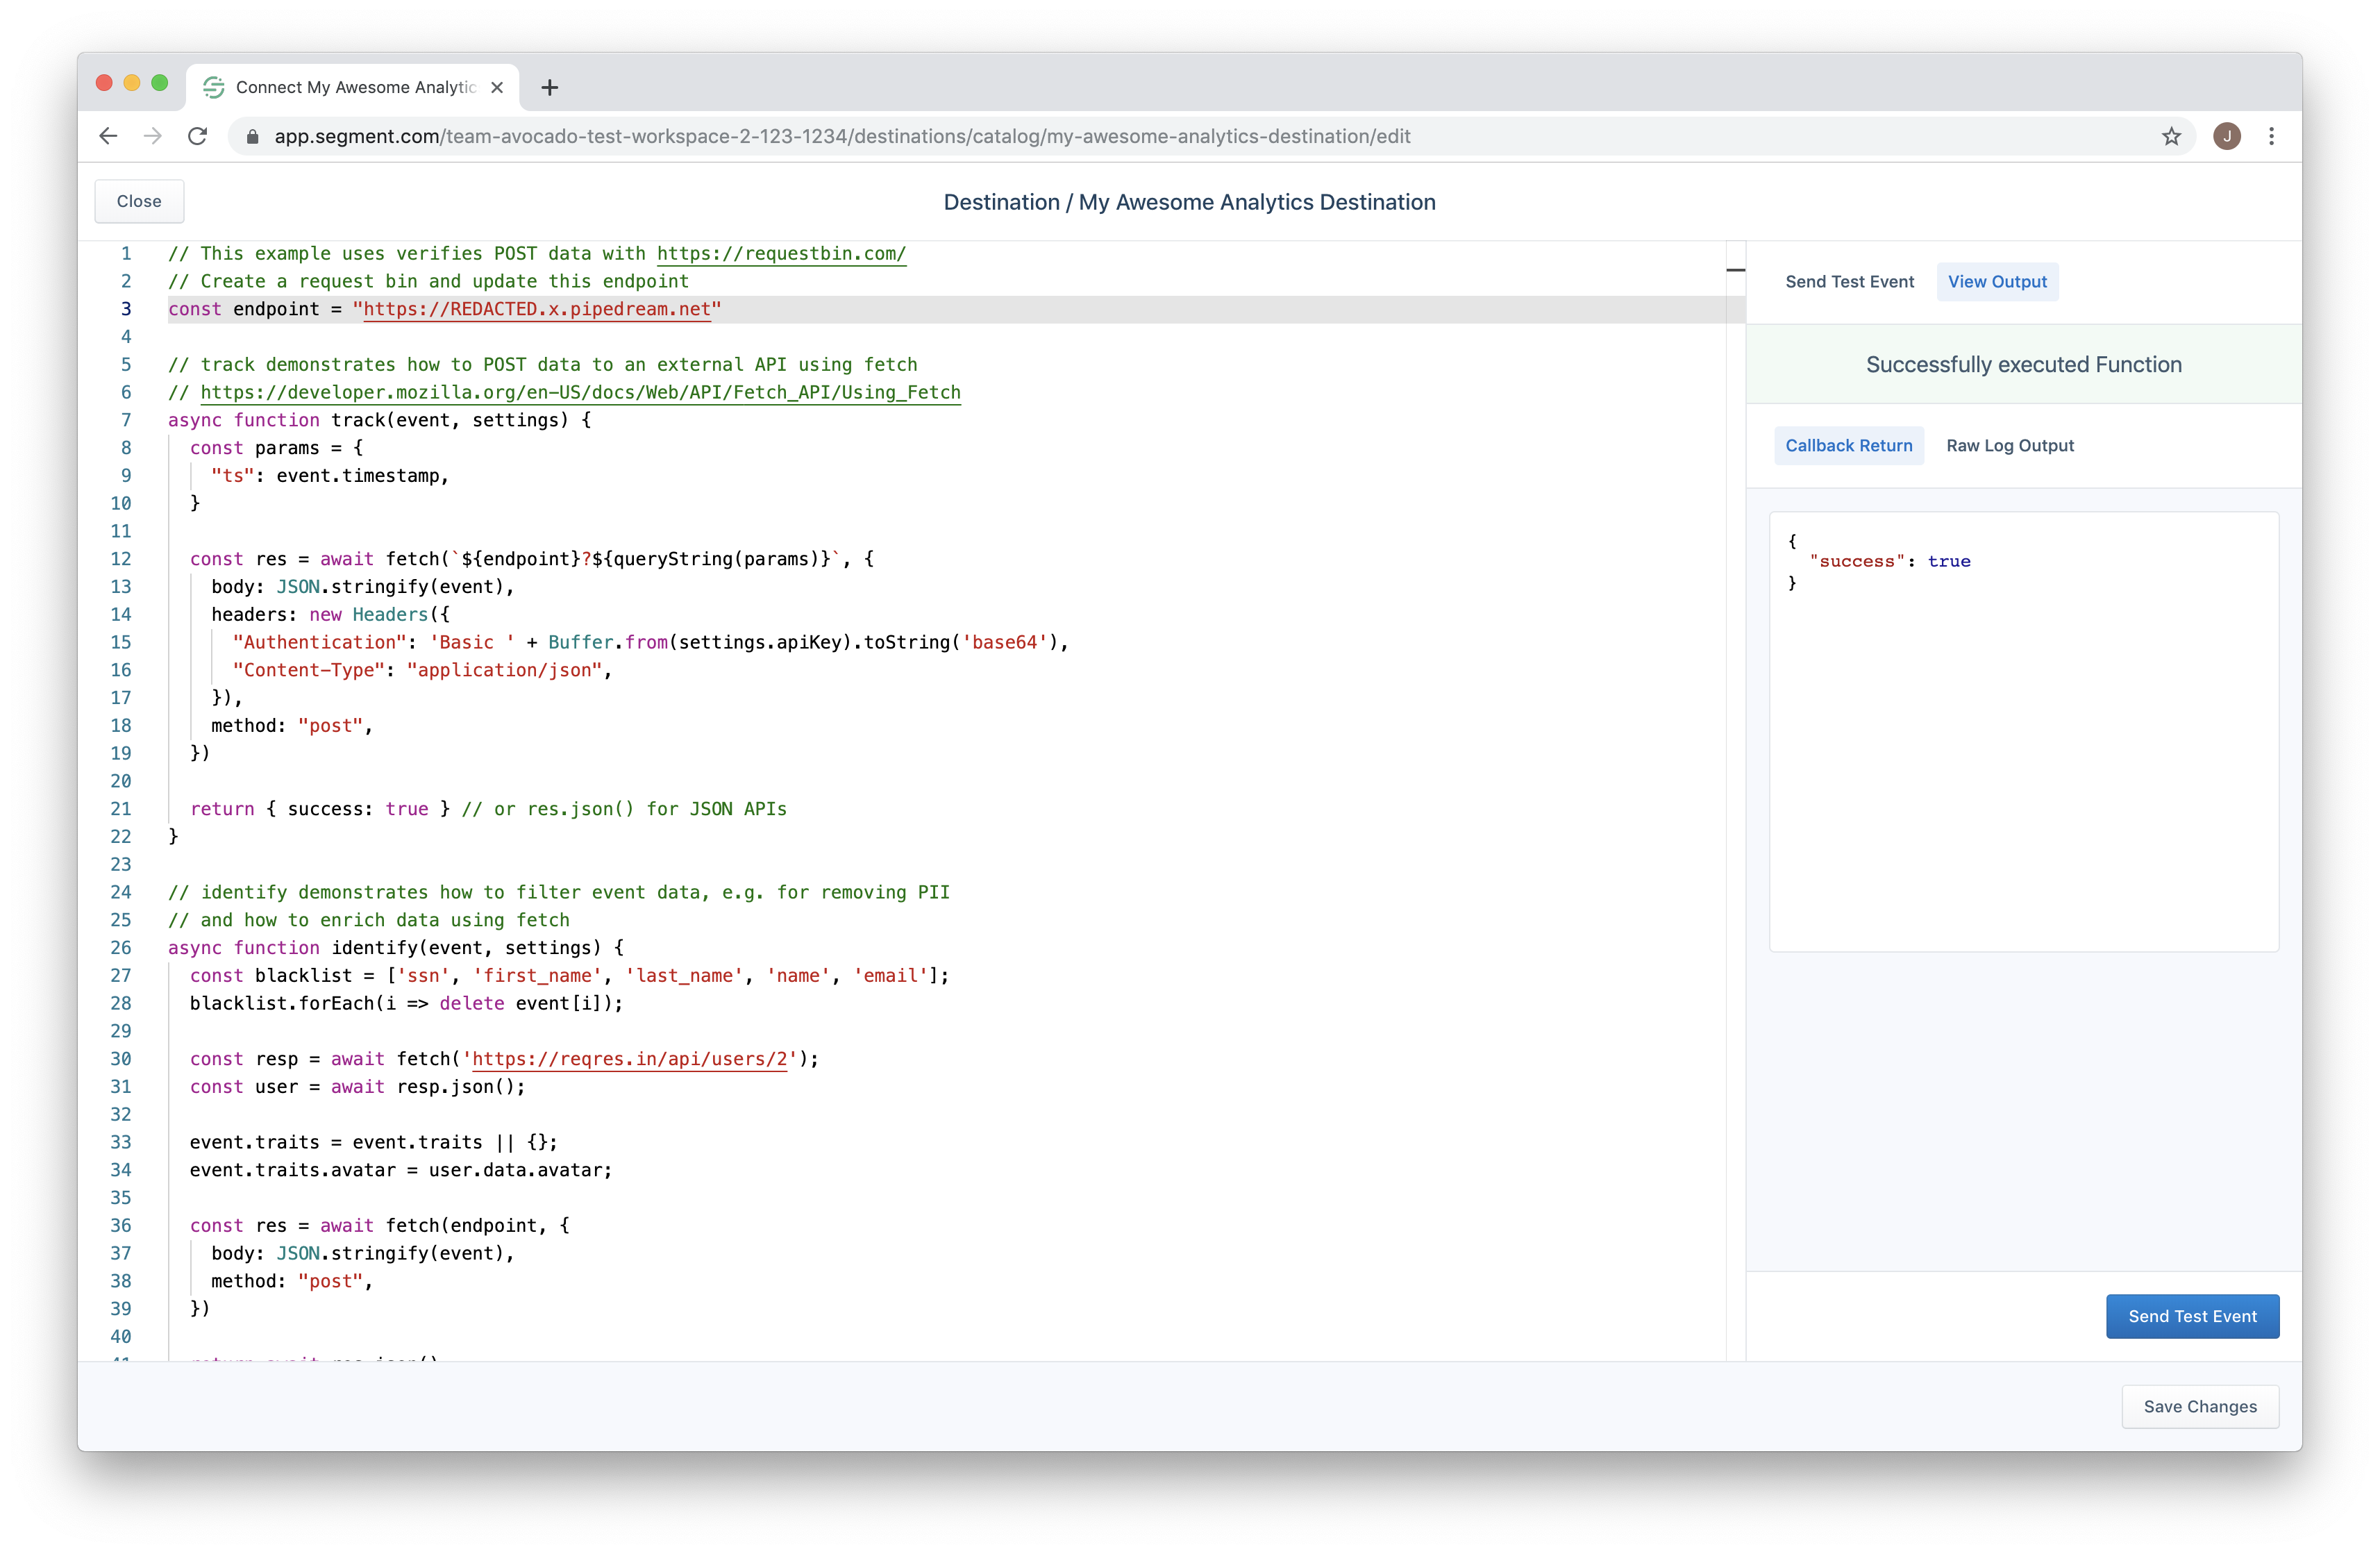 Connect My Awesome Analytic
app.segment.com/team-avocado-test-workspace-2-123-1234/destinations/catalog/my-awesome-analytics-destination/edit
J
Close
Destination / My Awesome Analytics Destination
1 // This example uses verifies POST data with https://requestbin.com/
2 // Create a request bin and update this endpoint
3 const endpoint = "https://REDACTED.x.pipedream.net"
4
5 // track demonstrates how to POST data to an external API using fetch
6 // https://developer.mozilla.org/en-US/docs/Web/API/Fetch_API/Using_Fetch
7 async function track(event, settings) {
8   const params = {
9     "ts": event.timestamp,
10   }
11
12   const res = await fetch(`${endpoint}?${queryString(params)}`, {
13     body: JSON.stringify(event),
14     headers: new Headers({
15       "Authentication": 'Basic ' + Buffer.from(settings.apiKey).toString('base64'),
16       "Content-Type": "application/json",
17     }),
18     method: "post",
19   })
20
21   return { success: true } // or res.json() for JSON APIs
22 }
23
24 // identify demonstrates how to filter event data, e.g. for removing PII
25 // and how to enrich data using fetch
26 async function identify(event, settings) {
27   const blacklist = ['ssn', 'first_name', 'last_name', 'name', 'email'];
28   blacklist.forEach(i => delete event[i]);
29
30   const resp = await fetch('https://reqres.in/api/users/2');
31   const user = await resp.json();
32
33   event.traits = event.traits || {};
34   event.traits.avatar = user.data.avatar;
35
36   const res = await fetch(endpoint, {
37     body: JSON.stringify(event),
38     method: "post",
39   })
40
Send Test Event View Output
Successfully executed Function
Callback Return Raw Log Output
{
  "success": true
}
Send Test Event
Save Changes